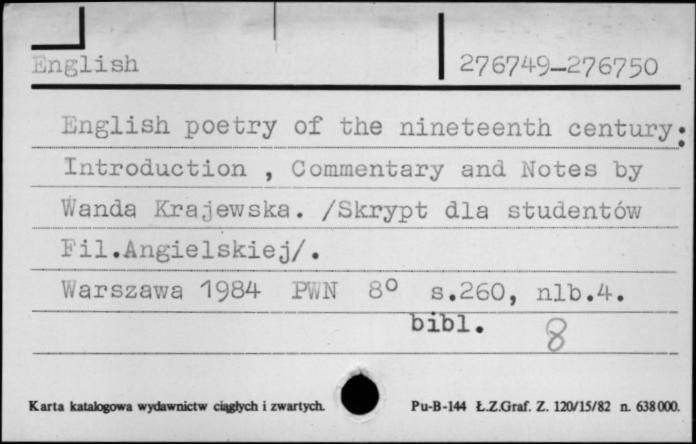 English 276749-276750
English poetry of the nineteenth century:
Introduction , Commentary and Notes by
Wanda Krajewska. /Skrypt dla studentów
Fil.Angielskiej/.
Warszawa 1984 PWN 8° s.260, nlb.4.
bibl. 8
Karta katalogowa wydawnictw ciągłych i zwartych. Pu-B-144 Ł.Z.Graf. Z. 120/15/82 n. 638000.